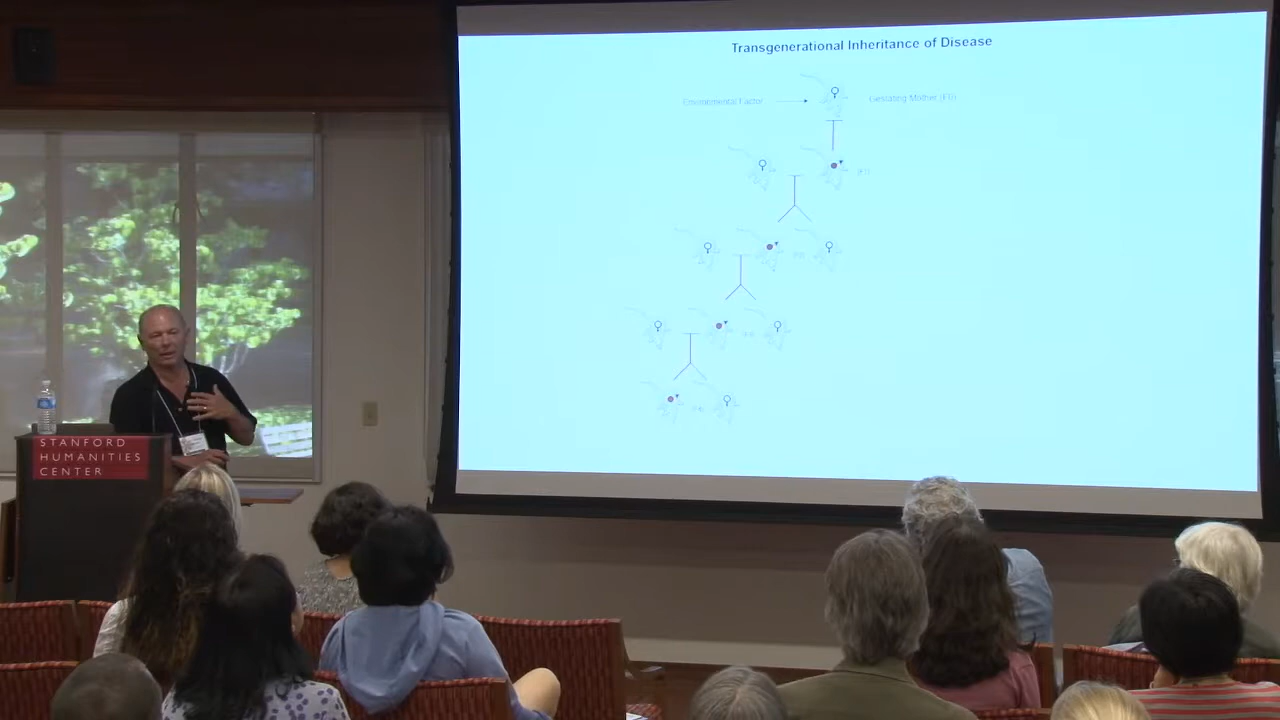 Transgenerational Inheritance of Disease
Environmental Factor
Gestating Mother (F0)
STANFORD
HUMANITIES
CENTER